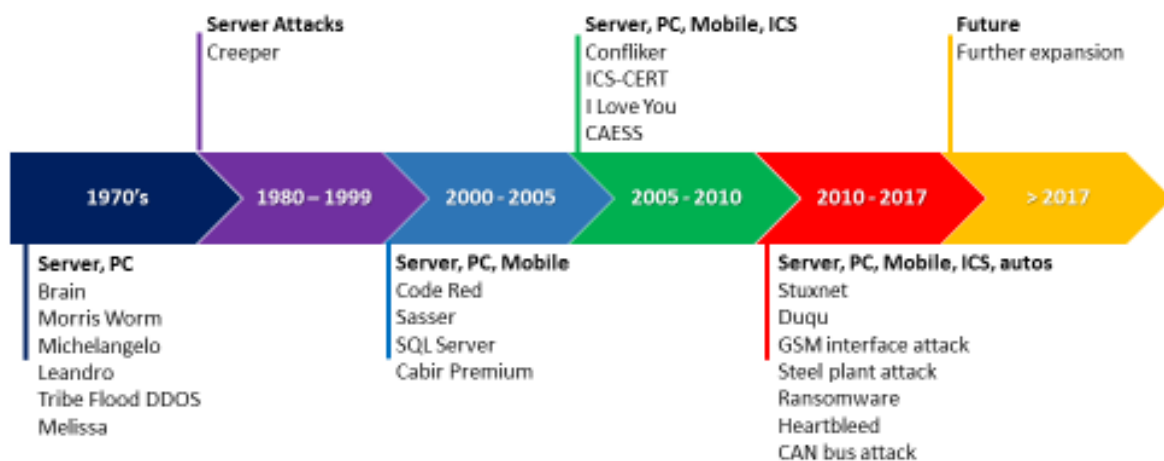 Server Attacks
Creeper
Server, PC, Mobile, ICS
Confliker
ICS-CERT
I Love You
CAESS
Future
Further expansion
1970's
1980 – 1999
2000 - 2005
2005 - 2010
2010 - 2017
> 2017
Server, PC
Brain
Morris Worm
Michelangelo
Leandro
Tribe Flood DDOS
Melissa
Server, PC, Mobile
Code Red
Sasser
SQL Server
Cabir Premium
Server, PC, Mobile, ICS, autos
Stuxnet
Duqu
GSM interface attack
Steel plant attack
Ransomware
Heartbleed
CAN bus attack